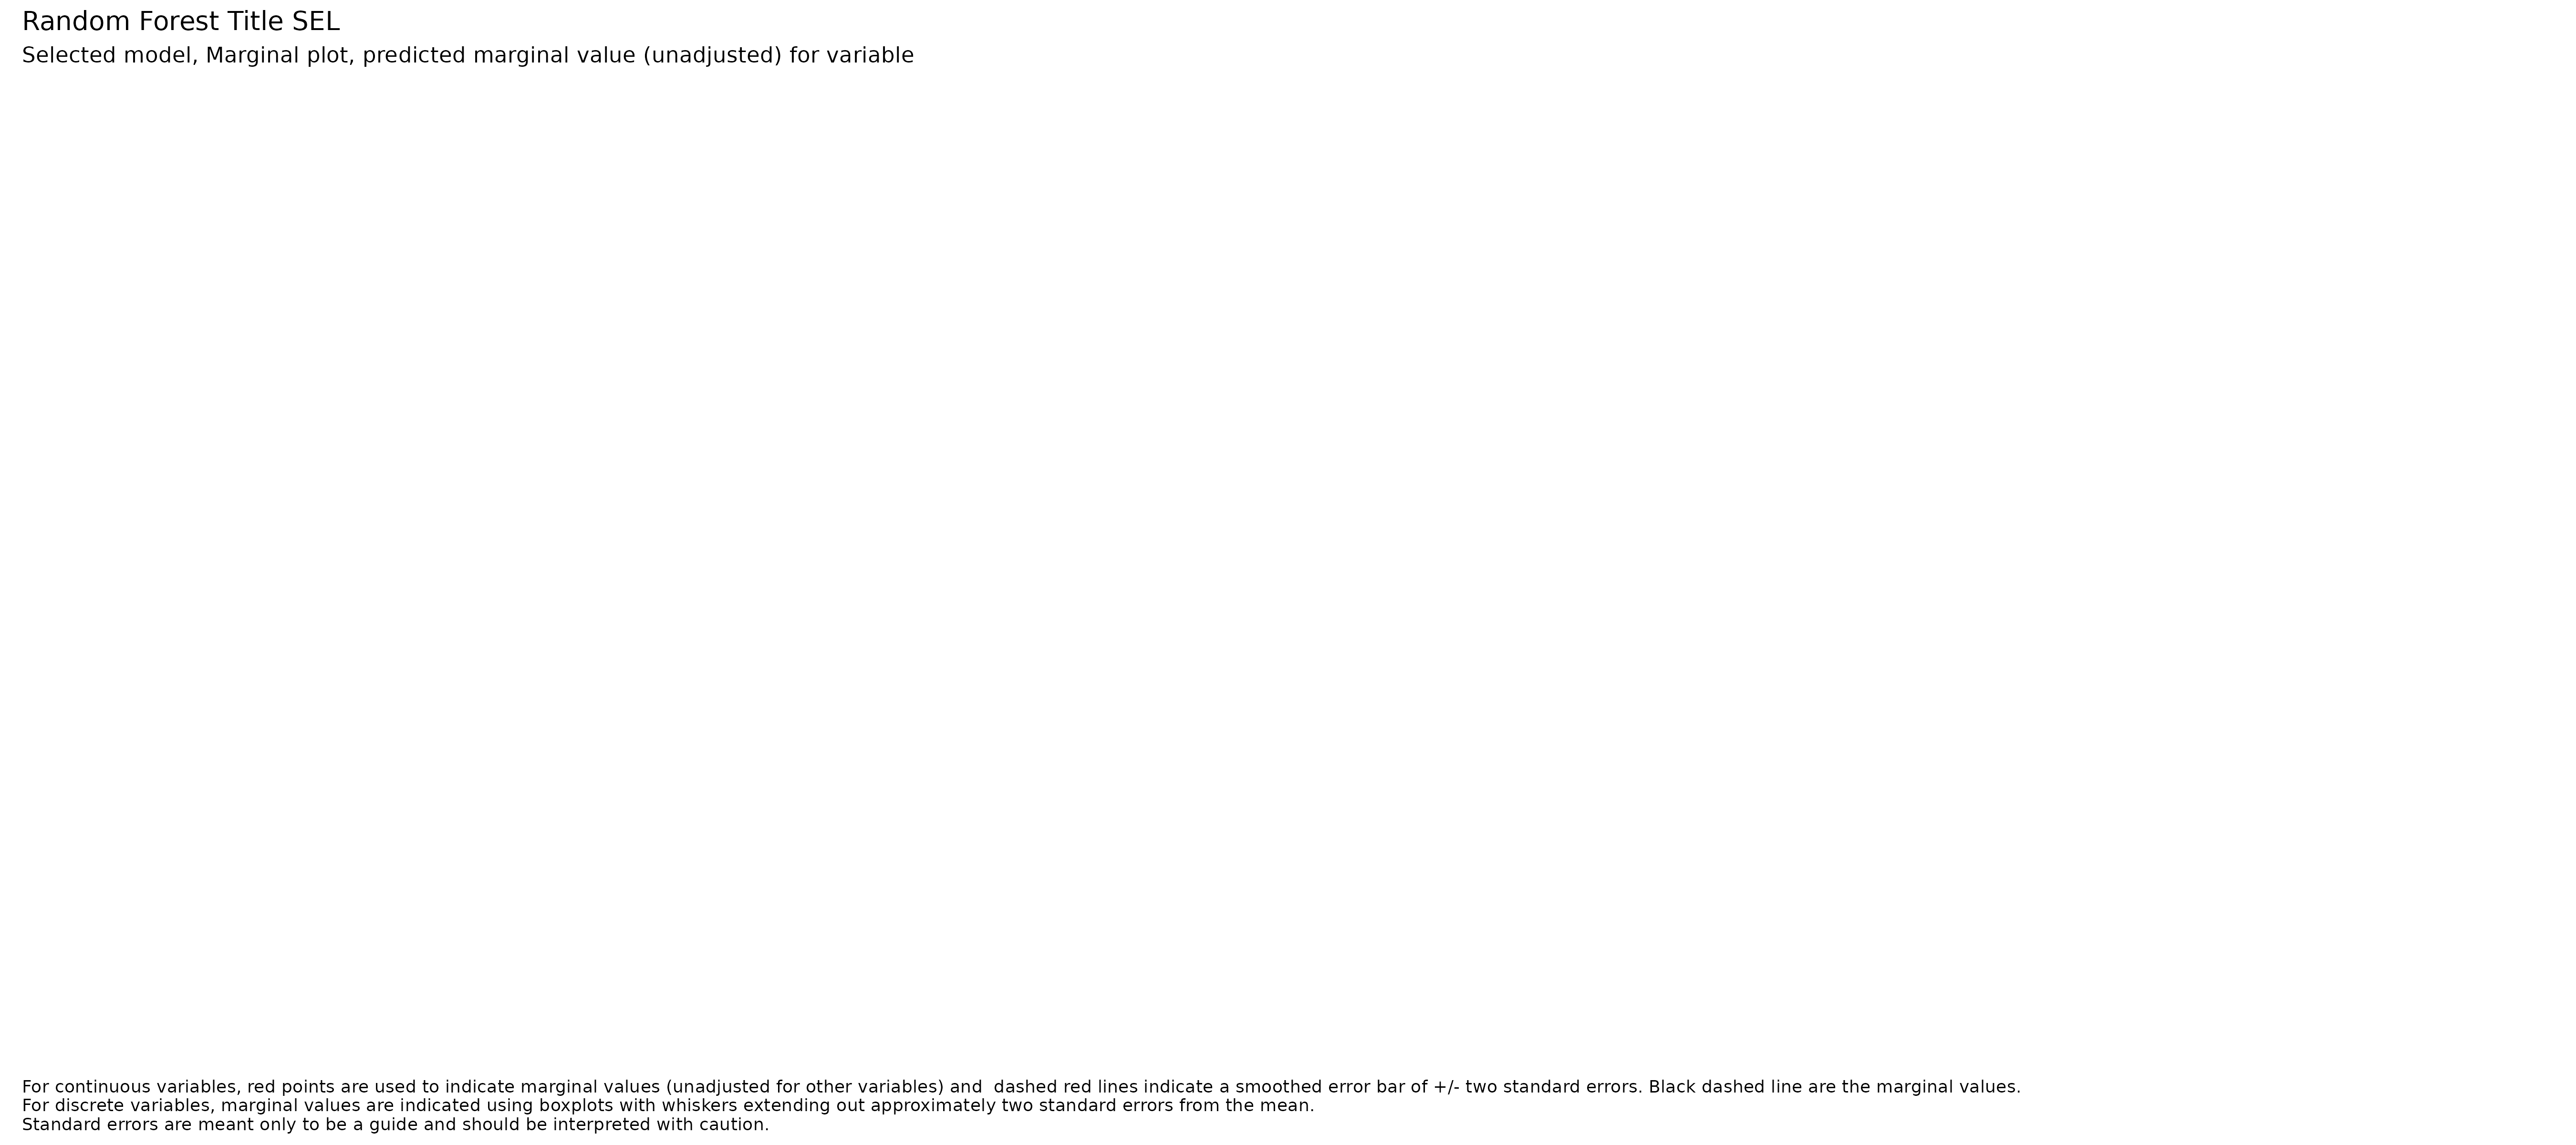 Random Forest Title SEL
Selected model, Marginal plot, predicted marginal value (unadjusted) for variable
For continuous variables, red points are used to indicate marginal values (unadjusted for other variables) and  dashed red lines indicate a smoothed error bar of +/- two standard errors. Black dashed line are the marginal values.
For discrete variables, marginal values are indicated using boxplots with whiskers extending out approximately two standard errors from the mean.
Standard errors are meant only to be a guide and should be interpreted with caution.